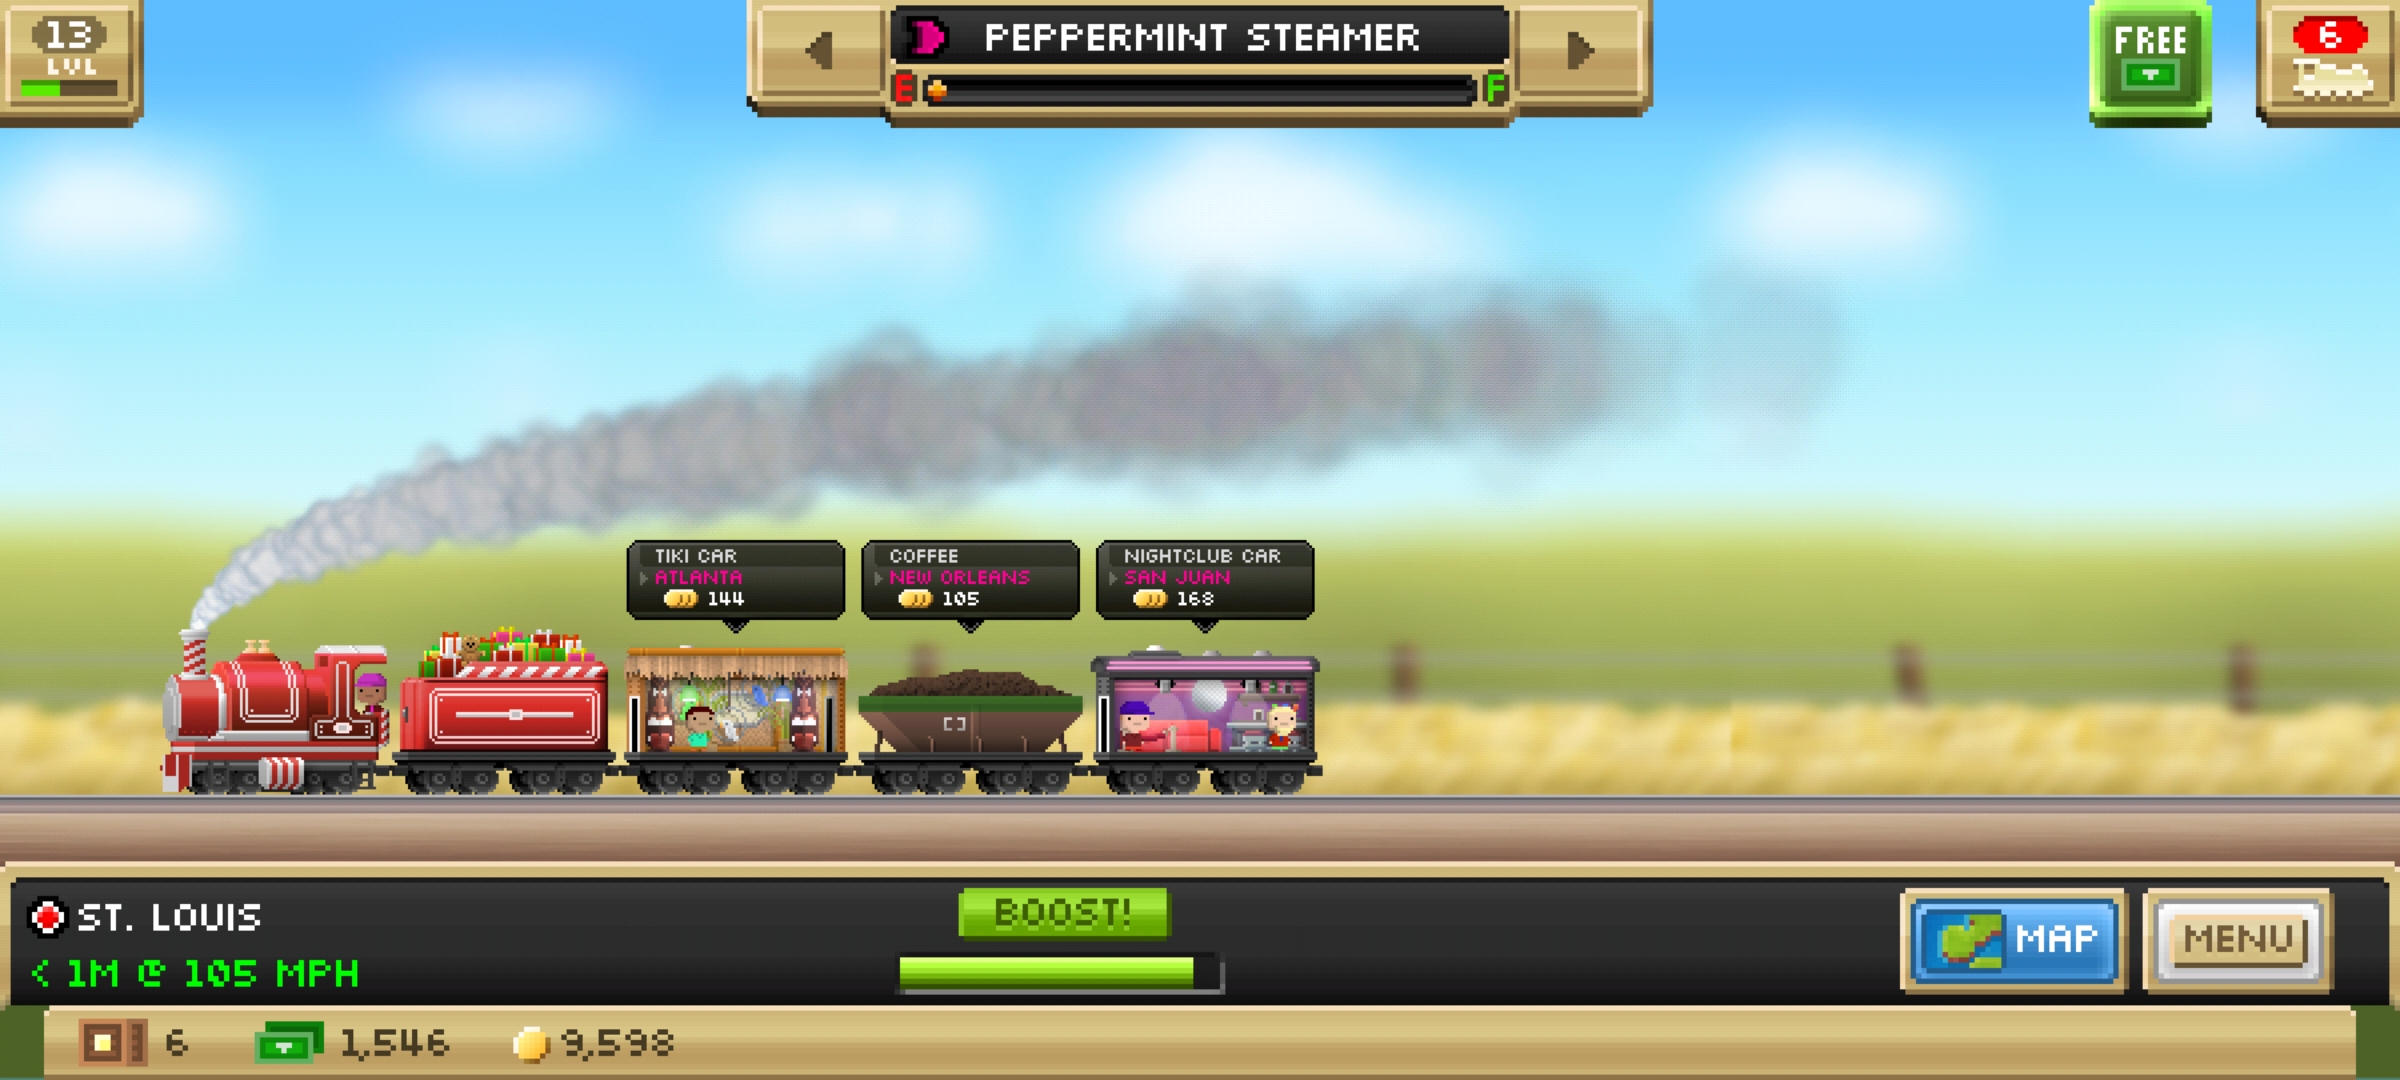 13
LVL
PEPPERMINT STEAMER
E F
FREE
6
TIKI CAR
ATLANTA
144
COFFEE
NEW ORLEANS
105
NIGHTCLUB CAR
SAN JUAN
168
ST. LOUIS
< 1M @ 105 MPH
BOOST!
MAP
MENU
6
1,546
9,598